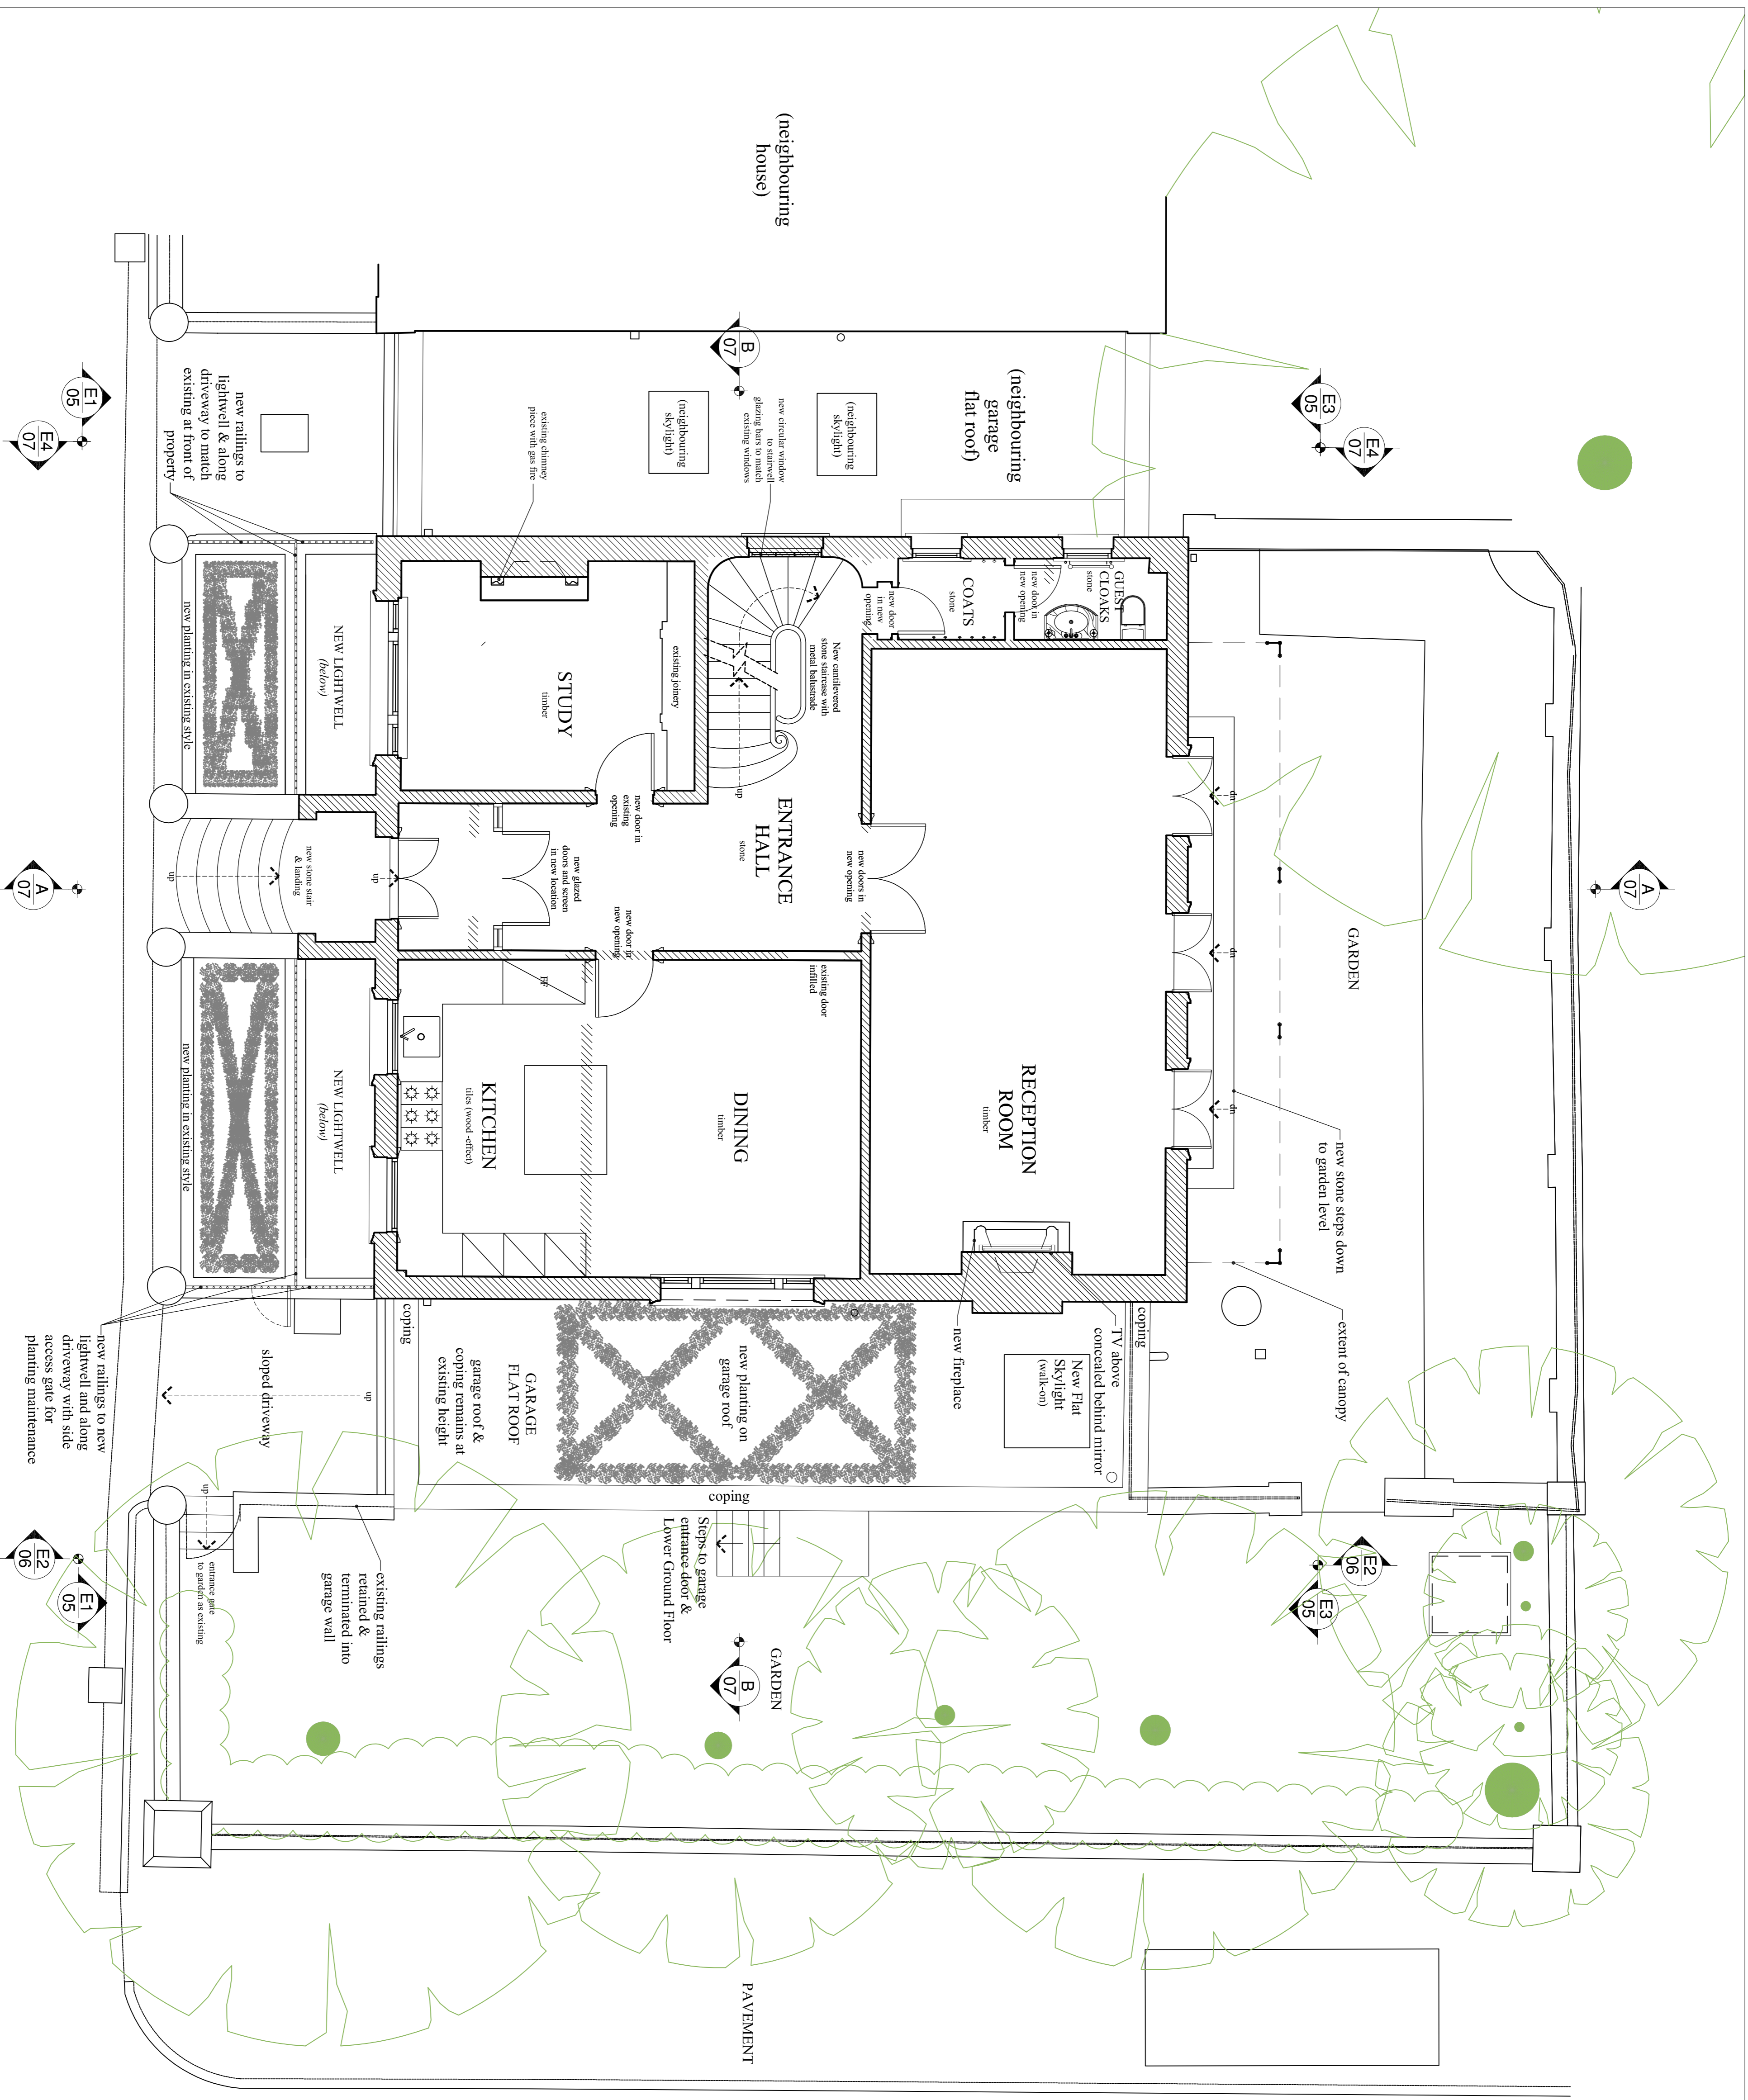 (neighbouring
house)
B
07
(neighbouring
garage
flat roof)
(neighbouring
skylight)
(neighbouring
skylight)
new circular window
to stairwell
glazing bars to match
existing windows
existing chimney
piece with gas fire
E3
05
E4
07
E1
05
E4
07
new railings to
lightwell & along
driveway to match
existing at front of
property
GUEST
CLOAKS
stone
new door in
new opening
COATS
stone
new door
in new
opening
New cantilevered
stone staircase with
metal balustrade
up
existing joinery
STUDY
timber
NEW LIGHTWELL
(below)
new planting in existing style
new door in
existing
opening
ENTRANCE
HALL
stone
new doors in
new opening
new glazed
doors and screen
in new location
new door in
new opening
up
new stone stair
& landing
up
A
07
A
07
dn
dn
dn
GARDEN
RECEPTION
ROOM
timber
existing door
infilled
FF
DINING
timber
KITCHEN
tiles (wood -effect)
NEW LIGHTWELL
(below)
new planting in existing style
new stone steps down
to garden level
extent of canopy
coping
TV above
concealed behind mirror
new fireplace
New Flat
Skylight
(walk-on)
new planting on
garage roof
GARAGE
FLAT ROOF
garage roof &
coping remains at
existing height
coping
coping
up
sloped driveway
new railings to new
lightwell and along
driveway with side
access gate for
planting maintenance
up
entrance gate
to garden as existing
existing railings
retained &
terminated into
garage wall
Steps to garage
entrance door &
Lower Ground Floor
E2
06
E3
05
E2
06
E1
05
GARDEN
B
07
PAVEMENT